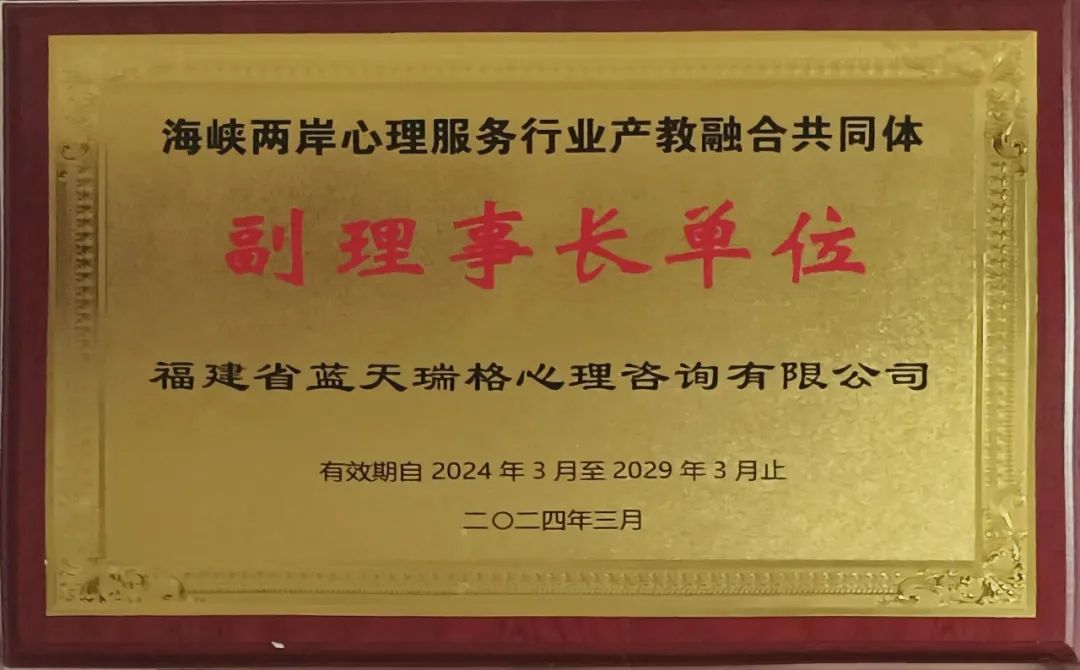 海峡两岸心理服务行业产教融合共同体
副理事长单位
福建省蓝天瑞格心理咨询有限公司
有效期自 2024 年 3 月至 2029 年 3 月止
二〇二四年三月